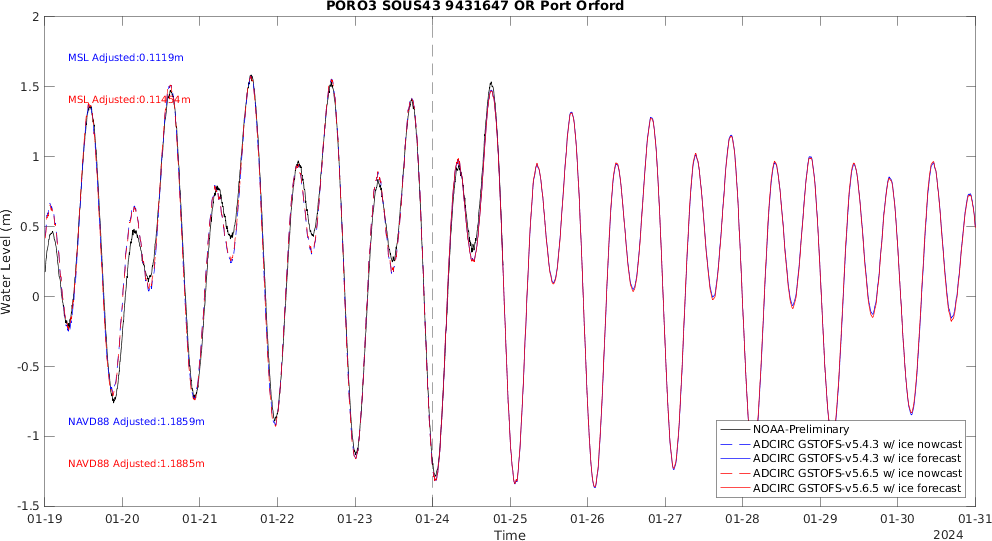 PORO3 SOUS43 9431647 OR Port Orford
MSL Adjusted:0.1119m
MSL Adjusted:0.11454m
NAVD88 Adjusted:1.1859m
NAVD88 Adjusted:1.1885m
Water Level (m)
2
1.5
1
0.5
0
-0.5
-1
-1.5
NOAA-Preliminary
ADCIRC GSTOFS-v5.4.3 w/ ice nowcast
ADCIRC GSTOFS-v5.4.3 w/ ice forecast
ADCIRC GSTOFS-v5.6.5 w/ ice nowcast
ADCIRC GSTOFS-v5.6.5 w/ ice forecast
01-19 01-20 01-21 01-22 01-23 01-24 01-25 01-26 01-27 01-28 01-29 01-30 01-31
Time
2024